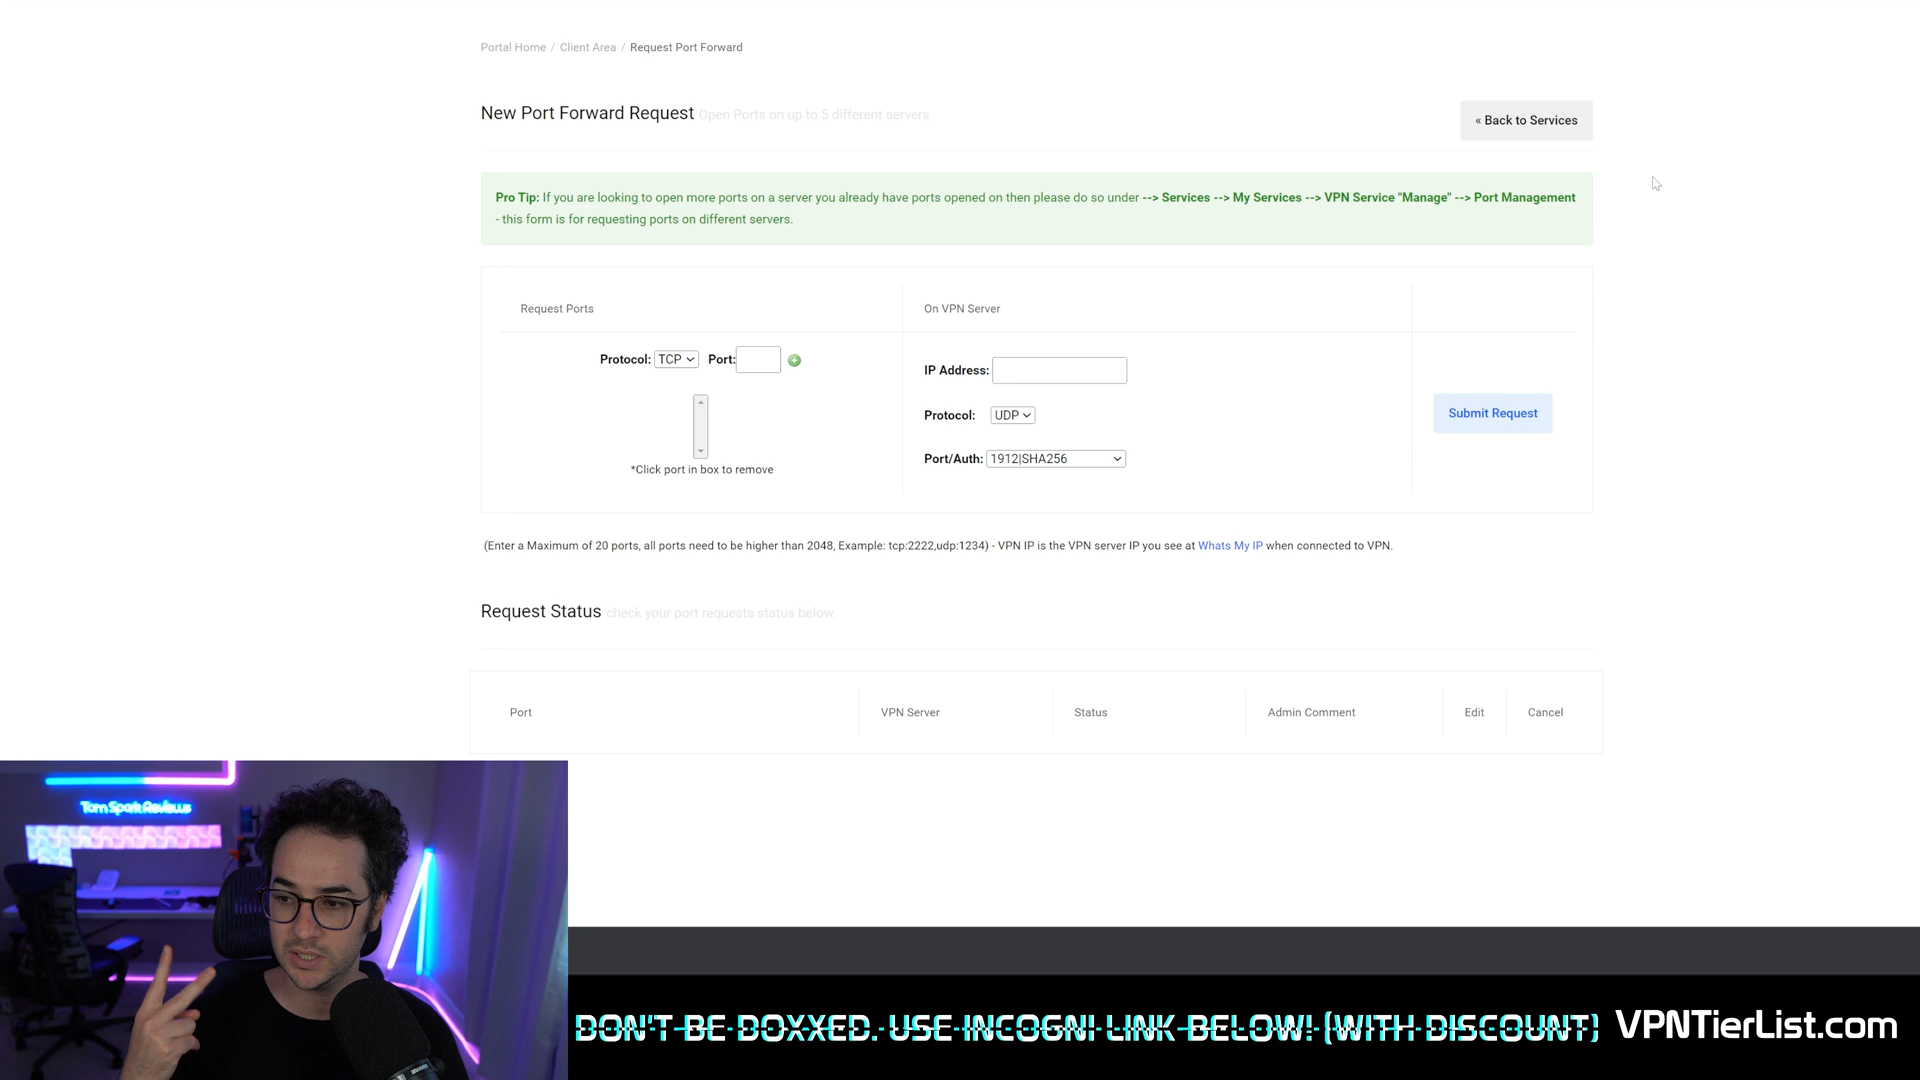 Portal Home / Client Area / Request Port Forward
New Port Forward Request Open Ports on up to 5 different servers
« Back to Services
Pro Tip: If you are looking to open more ports on a server you already have ports opened on then please do so under --> Services --> My Services --> VPN Service "Manage" --> Port Management
- this form is for requesting ports on different servers.
Request Ports
On VPN Server
Protocol: TCP Port:
IP Address:
Protocol: UDP
Submit Request
Port/Auth: 1912|SHA256
*Click port in box to remove
(Enter a Maximum of 20 ports, all ports need to be higher than 2048, Example: tcp:2222,udp:1234) - VPN IP is the VPN server IP you see at Whats My IP when connected to VPN.
Request Status check your port requests status below.
Port VPN Server Status Admin Comment Edit Cancel
Tom Spark Reviews
DON'T BE DOXXED. USE INCOGNI LINK BELOW! (WITH DISCOUNT)
VPNTierList.com